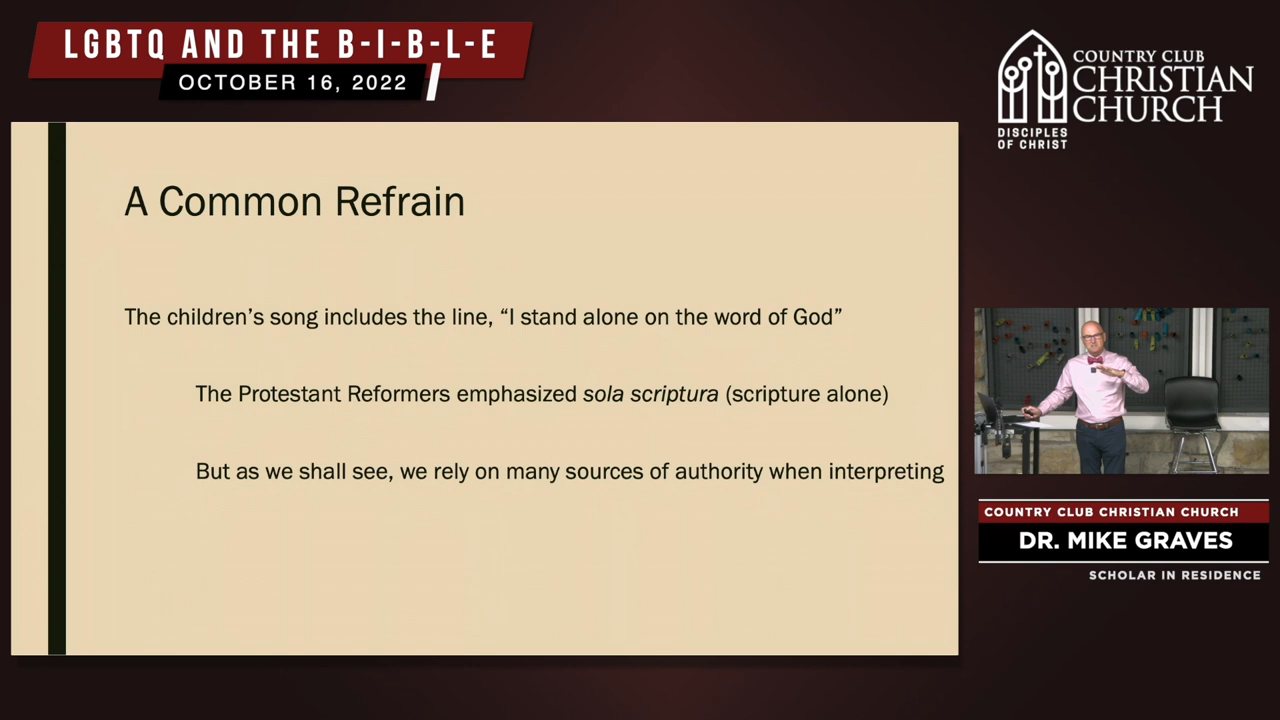 LGBTQ AND THE B-I-B-L-E
OCTOBER 16, 2022
COUNTRY CLUB
CHRISTIAN
CHURCH
DISCIPLES
OF CHRIST
A Common Refrain
The children’s song includes the line, “I stand alone on the word of God”
The Protestant Reformers emphasized sola scriptura (scripture alone)
But as we shall see, we rely on many sources of authority when interpreting
COUNTRY CLUB CHRISTIAN CHURCH
DR. MIKE GRAVES
SCHOLAR IN RESIDENCE